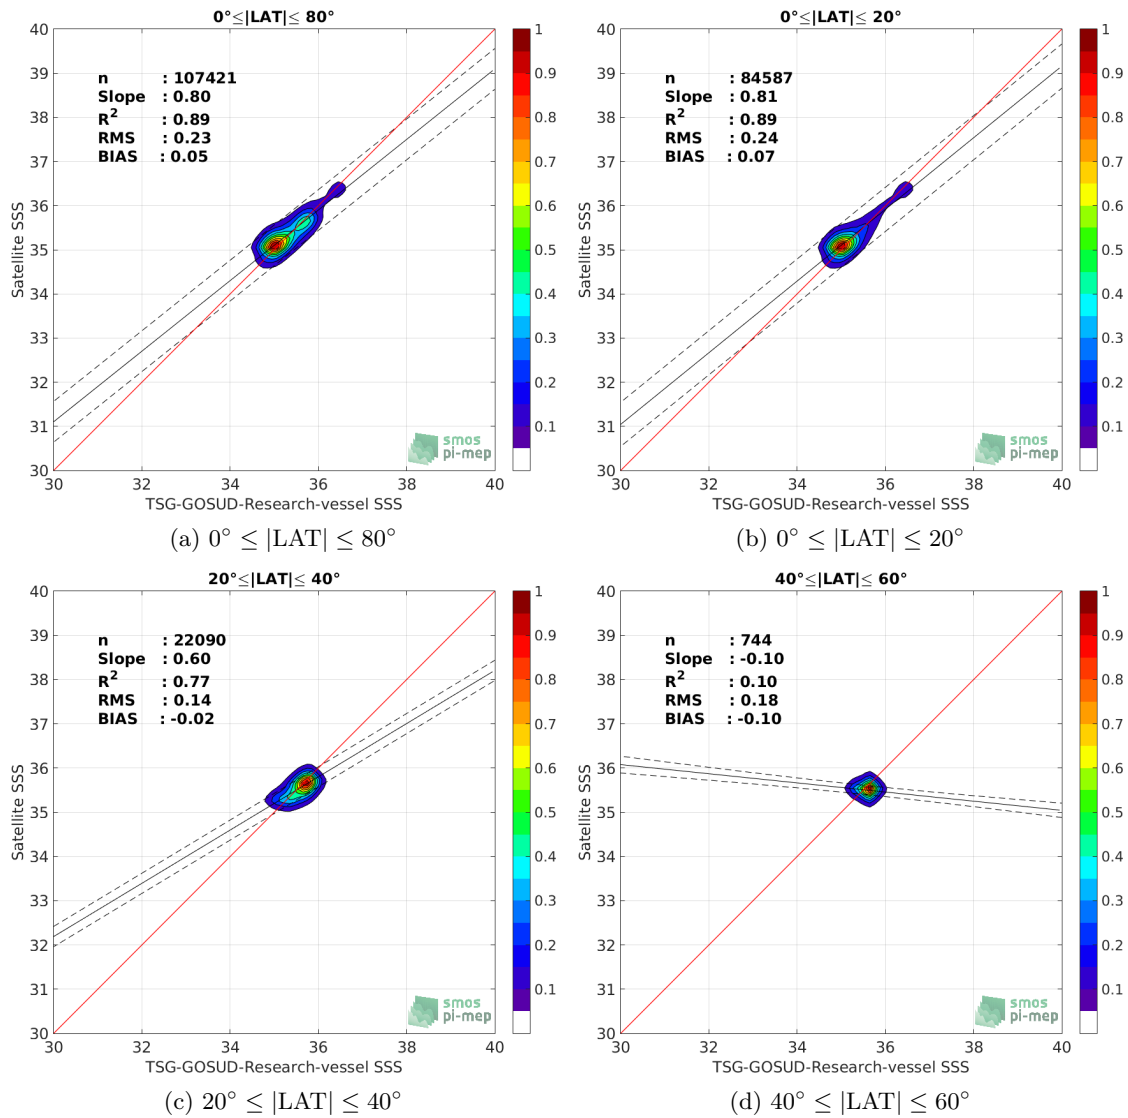 0°≤|LAT|≤ 80°
40
39
38
37
36
35
34
33
32
31
30
30
32
34
36
38
40
Satellite SSS
TSG-GOSUD-Research-vessel SSS
n : 107421
Slope : 0.80
R² : 0.89
RMS : 0.23
BIAS : 0.05
smos
pi-mep
1
0.9
0.8
0.7
0.6
0.5
0.4
0.3
0.2
0.1
(a) 0° ≤ |LAT| ≤ 80°
0°≤|LAT|≤ 20°
40
39
38
37
36
35
34
33
32
31
30
30
32
34
36
38
40
Satellite SSS
TSG-GOSUD-Research-vessel SSS
n : 84587
Slope : 0.81
R² : 0.89
RMS : 0.24
BIAS : 0.07
smos
pi-mep
1
0.9
0.8
0.7
0.6
0.5
0.4
0.3
0.2
0.1
(b) 0° ≤ |LAT| ≤ 20°
20°≤|LAT|≤ 40°
40
39
38
37
36
35
34
33
32
31
30
30
32
34
36
38
40
Satellite SSS
TSG-GOSUD-Research-vessel SSS
n : 22090
Slope : 0.60
R² : 0.77
RMS : 0.14
BIAS : -0.02
smos
pi-mep
1
0.9
0.8
0.7
0.6
0.5
0.4
0.3
0.2
0.1
(c) 20° ≤ |LAT| ≤ 40°
40°≤|LAT|≤ 60°
40
39
38
37
36
35
34
33
32
31
30
30
32
34
36
38
40
Satellite SSS
TSG-GOSUD-Research-vessel SSS
n : 744
Slope : -0.10
R² : 0.10
RMS : 0.18
BIAS : -0.10
smos
pi-mep
1
0.9
0.8
0.7
0.6
0.5
0.4
0.3
0.2
0.1
(d) 40° ≤ |LAT| ≤ 60°